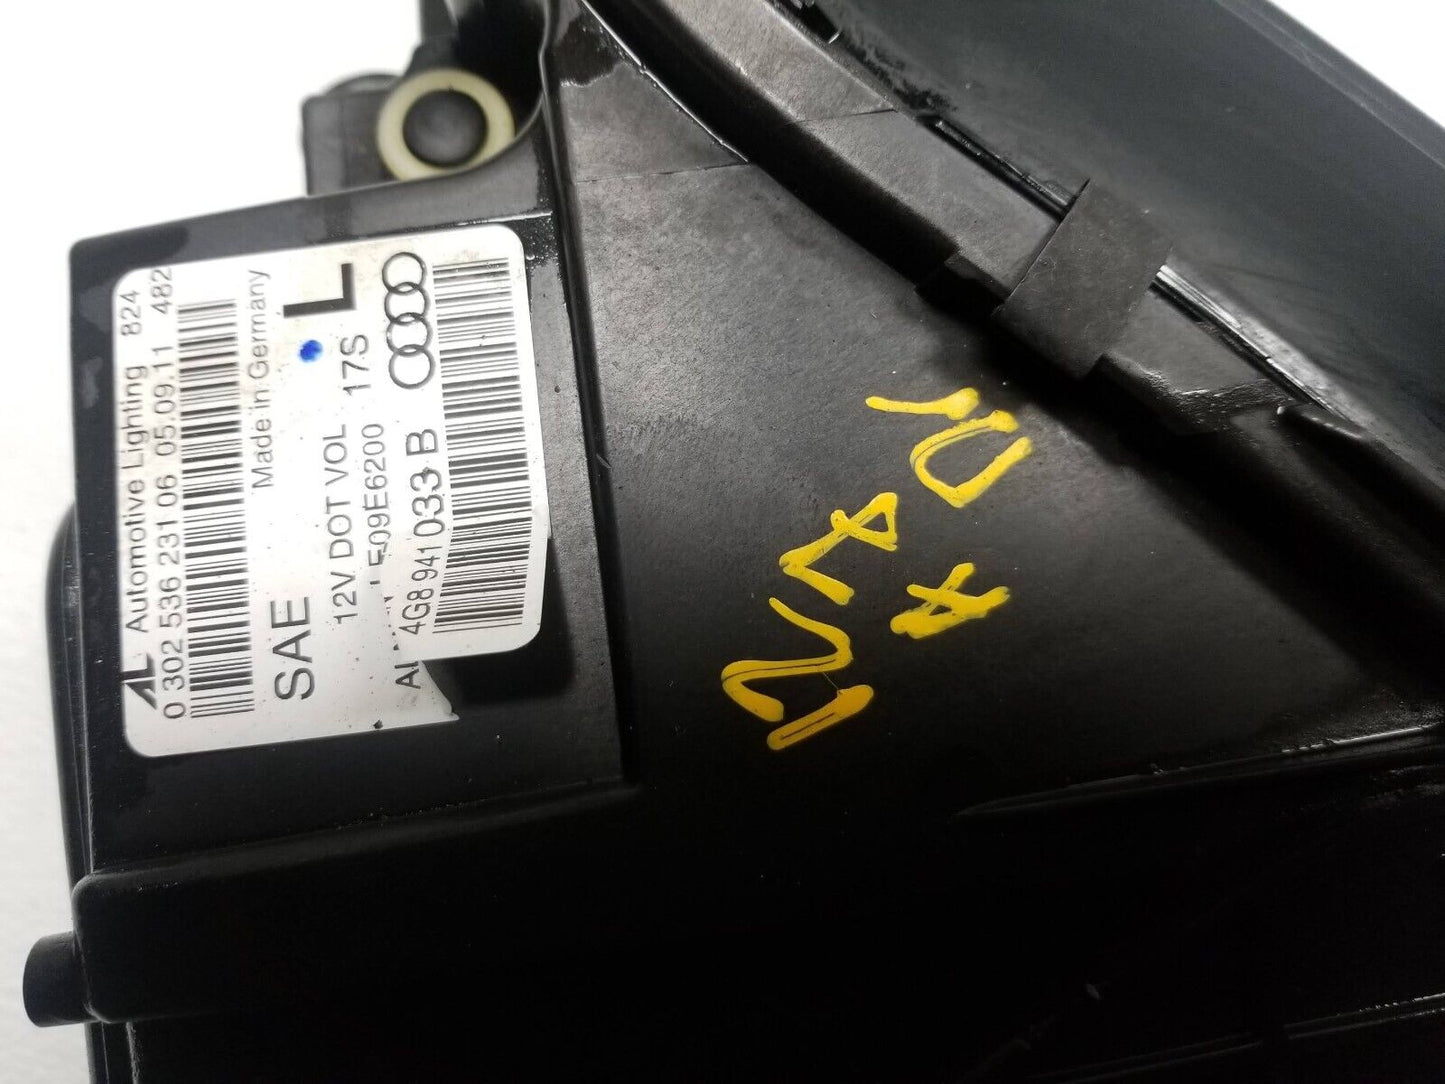 AL Automotive Lighting 824
0 302 536 231 06 05.09.11 482
Made in Germany
SAE L
12V DOT VOL 17S
E09E6200
4G8 941 033 B